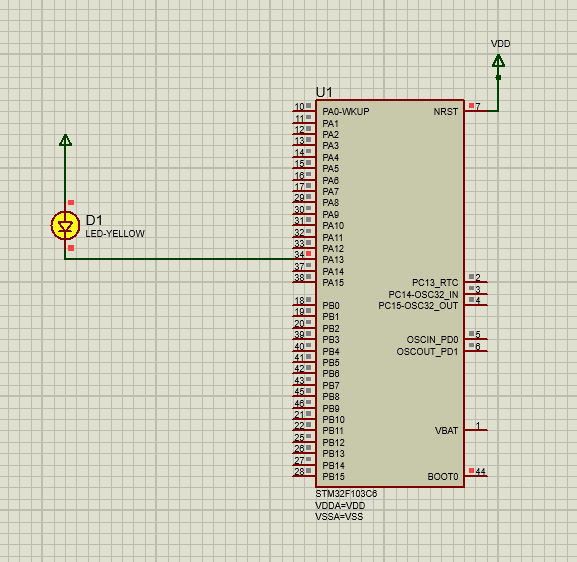 VDD
U1
10 PA0-WKUP NRST 7
11 PA1
12 PA2
13 PA3
14 PA4
15 PA5
16 PA6
17 PA7
29 PA8
30 PA9
31 PA10
32 PA11
33 PA12
34 PA13
37 PA14
38 PA15 PC13_RTC 2
PC14-OSC32_IN 3
18 PB0 PC15-OSC32_OUT 4
19 PB1
20 PB2
39 PB3 OSCIN_PD0 5
40 PB4 OSCOUT_PD1 6
41 PB5
42 PB6
43 PB7
45 PB8
46 PB9
21 PB10
22 PB11 VBAT 1
25 PB12
26 PB13
27 PB14
28 PB15 BOOT0 44
D1
LED-YELLOW
STM32F103C6
VDDA=VDD
VSSA=VSS